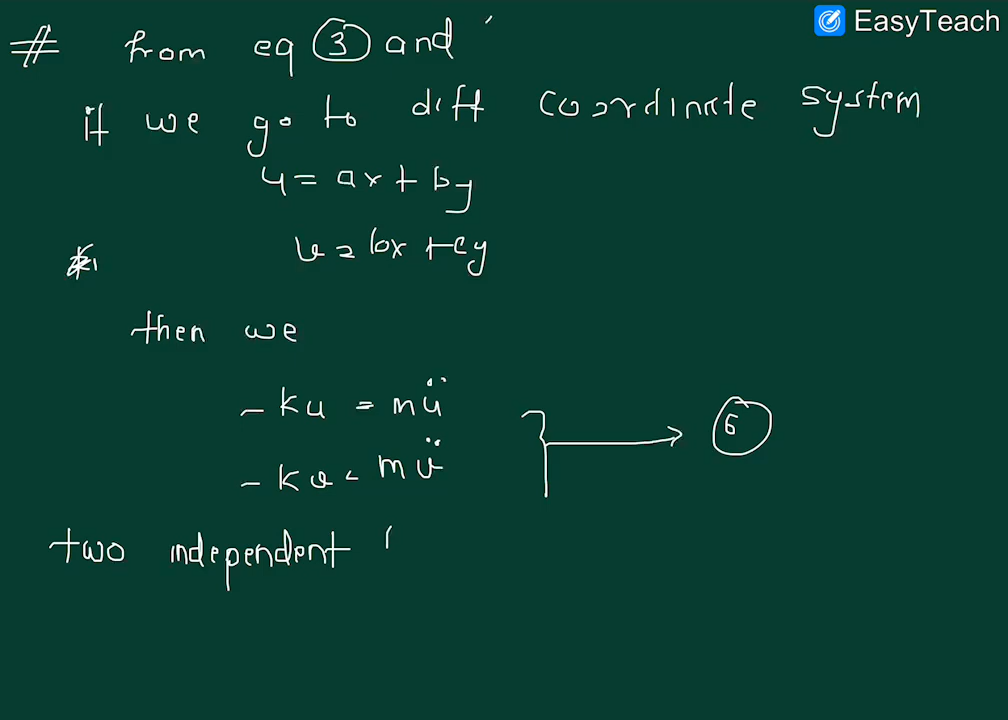 EasyTeach
# from eq ③ and '
if we go to diff coordinate system
u = ax + by
v = bx + cy
then we
- ku = mü
- kv = mv̈
⑥
two independent